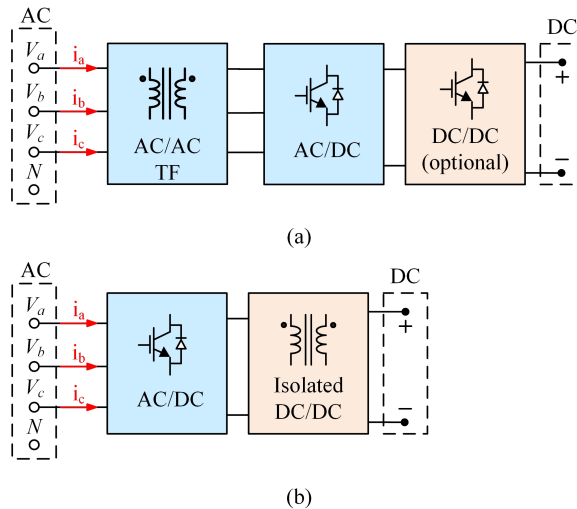 AC
DC
Va
ia
Vb
ib
Vc
ic
N
AC/AC
TF
AC/DC
DC/DC
(optional)
+
−
(a)
AC
DC
Va
ia
Vb
ib
Vc
ic
N
AC/DC
Isolated
DC/DC
+
−
(b)